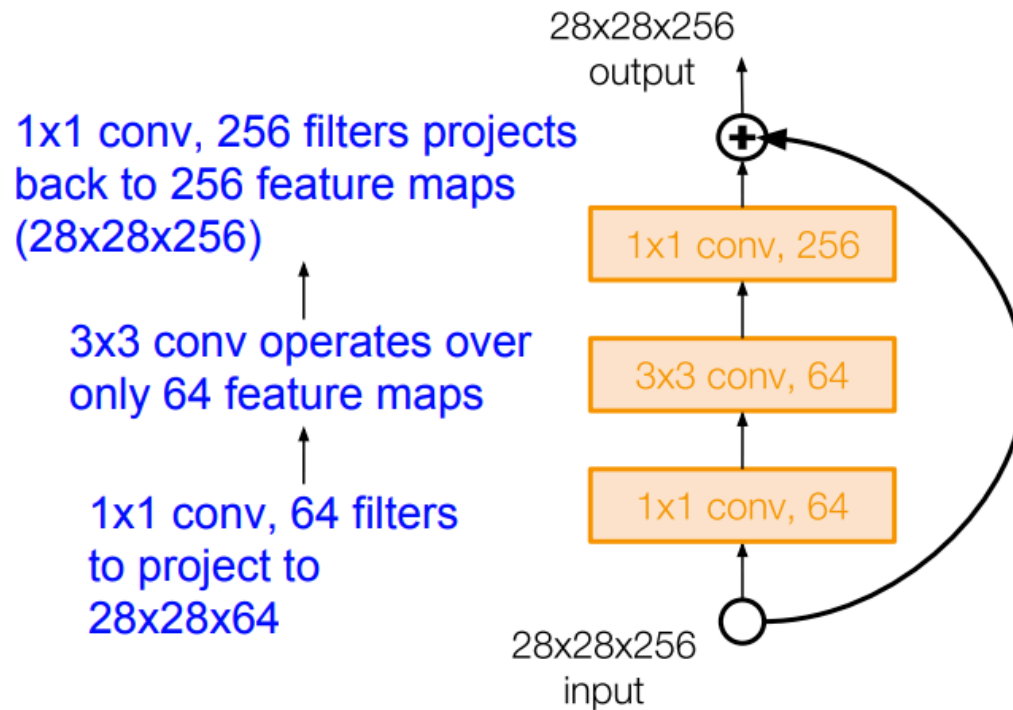 28x28x256
output
1x1 conv, 256 filters projects
back to 256 feature maps
(28x28x256)
3x3 conv operates over
only 64 feature maps
1x1 conv, 64 filters
to project to
28x28x64
1x1 conv, 256
3x3 conv, 64
1x1 conv, 64
28x28x256
input